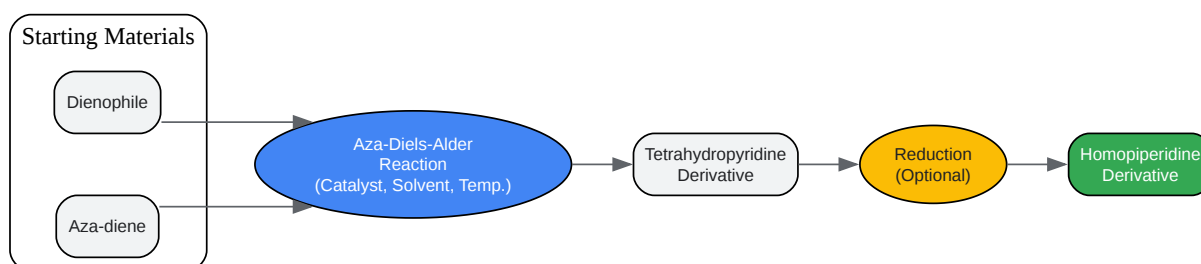 Starting Materials
Dienophile
Aza-diene
Aza-Diels-Alder
Reaction
(Catalyst, Solvent, Temp.)
Tetrahydropyridine
Derivative
Reduction
(Optional)
Homopiperidine
Derivative